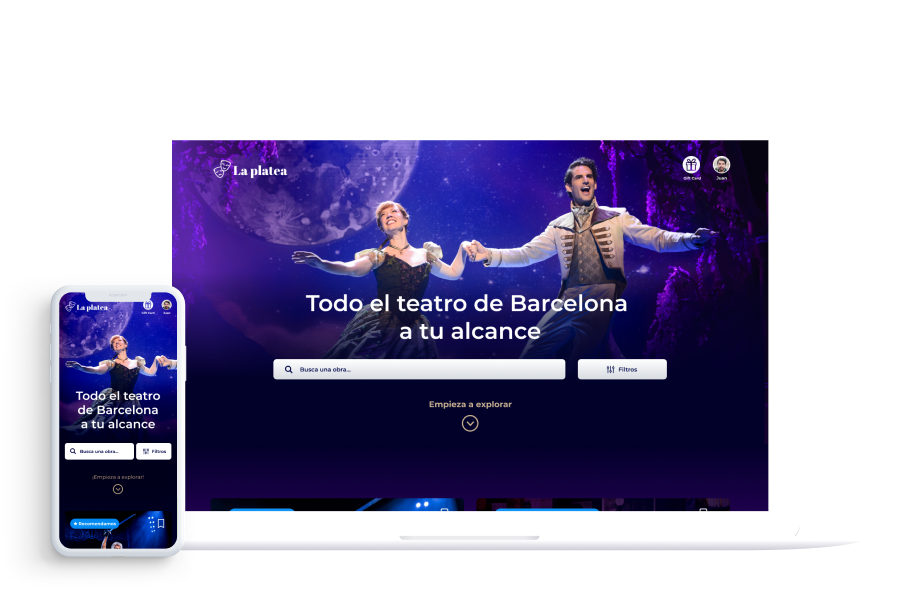 La platea
Gift Card
Juan
Todo el teatro de Barcelona
a tu alcance
Busca una obra...
Filtros
Empieza a explorar
La platea
Gift Card
Juan
Todo el teatro
de Barcelona
a tu alcance
Busca una obra...
Filtros
¡Empieza a explorar!
Recomendamos